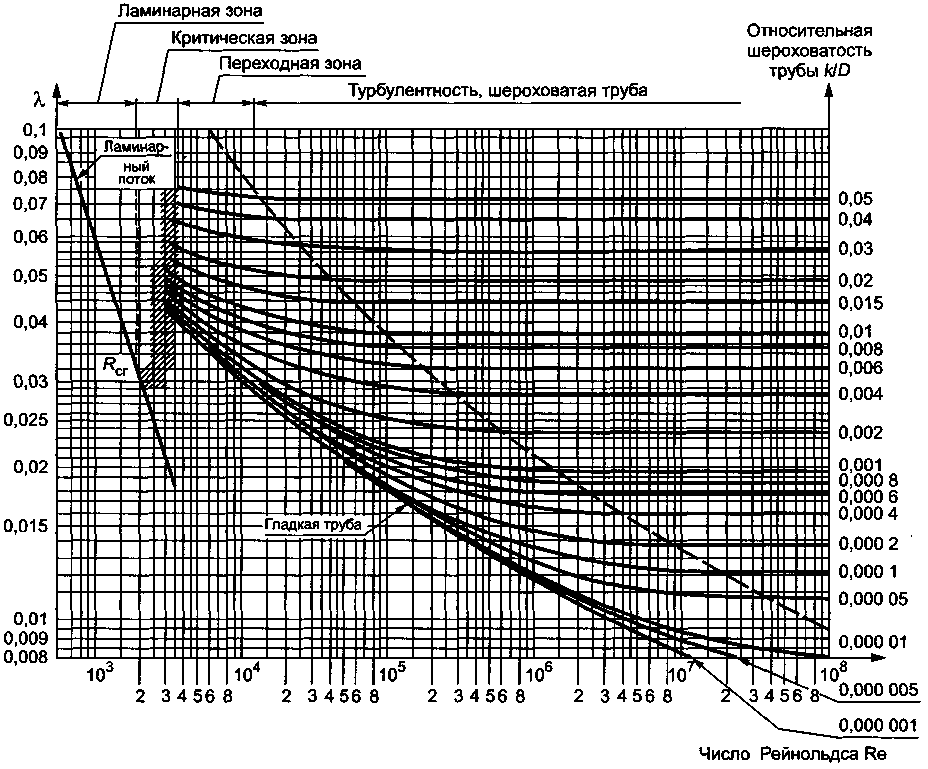 Ламинарная зона
Критическая зона
Переходная зона
Турбулентность, шероховатая труба
Относительная
шероховатость
трубы k/D
λ
0,1
0,09
0,08
0,07
0,06
0,05
0,04
0,03
0,025
0,02
0,015
0,01
0,009
0,008
Ламинар-
ный
поток
Rcr
Гладкая труба
0,05
0,04
0,03
0,02
0,015
0,01
0,008
0,006
0,004
0,002
0,001
0,000 8
0,000 6
0,000 4
0,000 2
0,000 1
0,000 05
0,000 01
0,000 005
0,000 001
10³ 10⁴ 10⁵ 10⁶ 10⁷ 10⁸
2 3 4 5 6 8 2 3 4 5 6 8 2 3 4 5 6 8 2 3 4 5 6 8 2 3 4 5 6 8
Число Рейнольдса Re